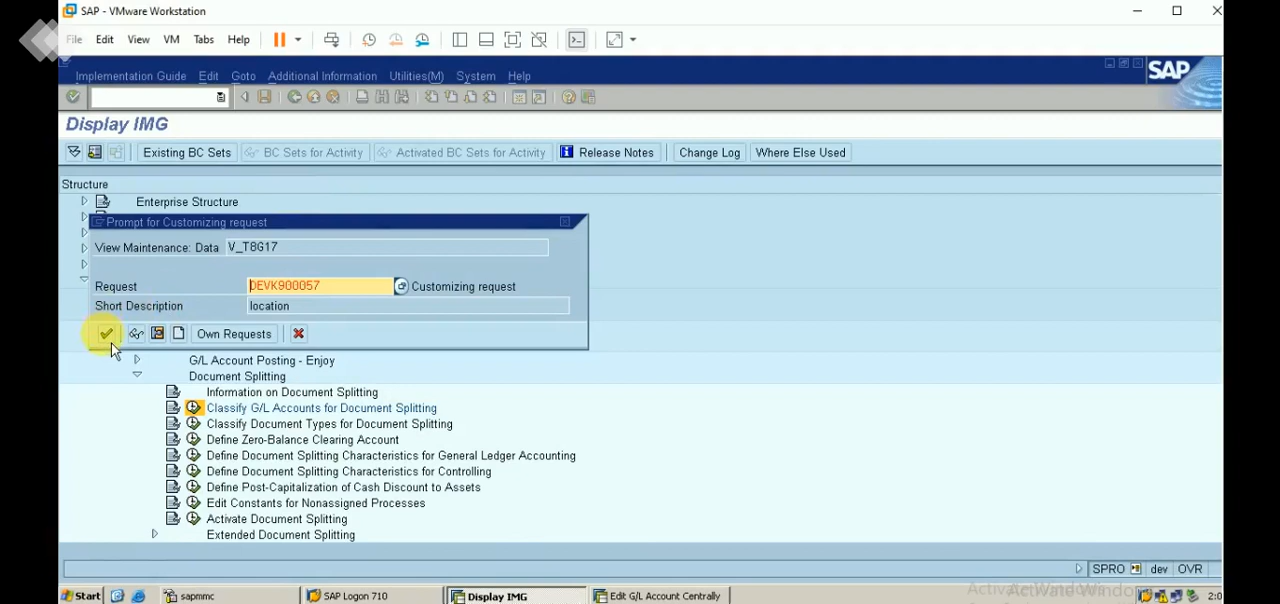 SAP - VMware Workstation
File Edit View VM Tabs Help
Implementation Guide Edit Goto Additional Information Utilities(M) System Help
SAP
Display IMG
Existing BC Sets BC Sets for Activity Activated BC Sets for Activity Release Notes Change Log Where Else Used
Structure
Enterprise Structure
Prompt for Customizing request
View Maintenance: Data V_T8G17
Request DEVK900057 Customizing request
Short Description location
Own Requests
G/L Account Posting - Enjoy
Document Splitting
Information on Document Splitting
Classify G/L Accounts for Document Splitting
Classify Document Types for Document Splitting
Define Zero-Balance Clearing Account
Define Document Splitting Characteristics for General Ledger Accounting
Define Document Splitting Characteristics for Controlling
Define Post-Capitalization of Cash Discount to Assets
Edit Constants for Nonassigned Processes
Activate Document Splitting
Extended Document Splitting
SPRO dev OVR
Start sapmmc SAP Logon 710 Display IMG Edit G/L Account Centrally